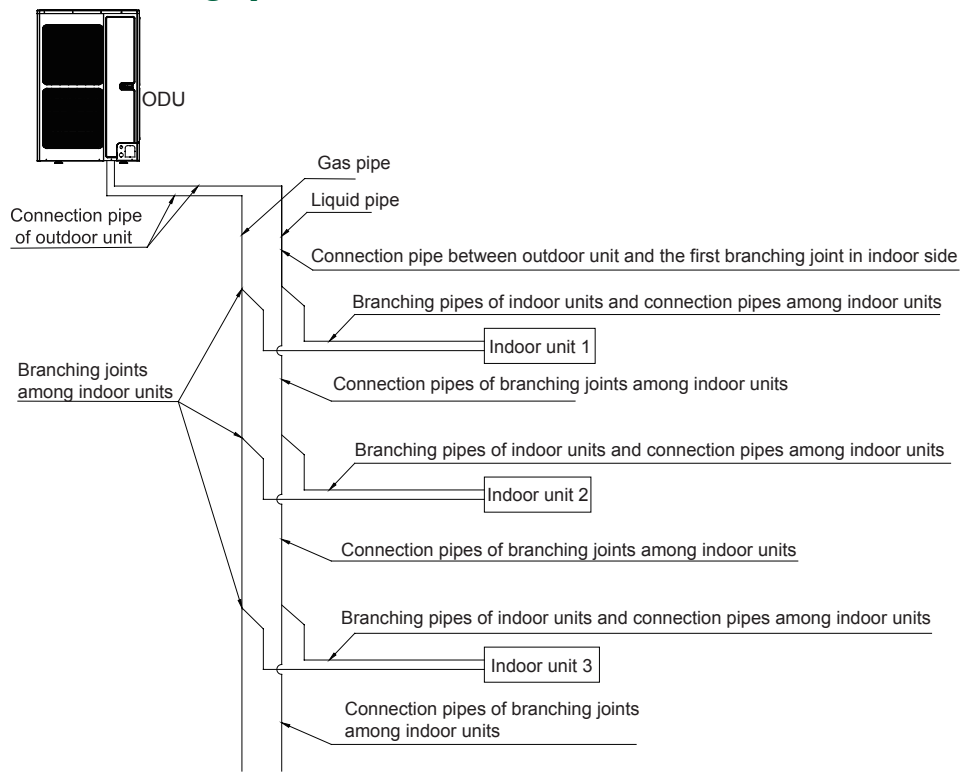 ODU
Gas pipe
Liquid pipe
Connection pipe
of outdoor unit
Connection pipe between outdoor unit and the first branching joint in indoor side
Branching pipes of indoor units and connection pipes among indoor units
Indoor unit 1
Branching joints
among indoor units
Connection pipes of branching joints among indoor units
Branching pipes of indoor units and connection pipes among indoor units
Indoor unit 2
Connection pipes of branching joints among indoor units
Branching pipes of indoor units and connection pipes among indoor units
Indoor unit 3
Connection pipes of branching joints
among indoor units